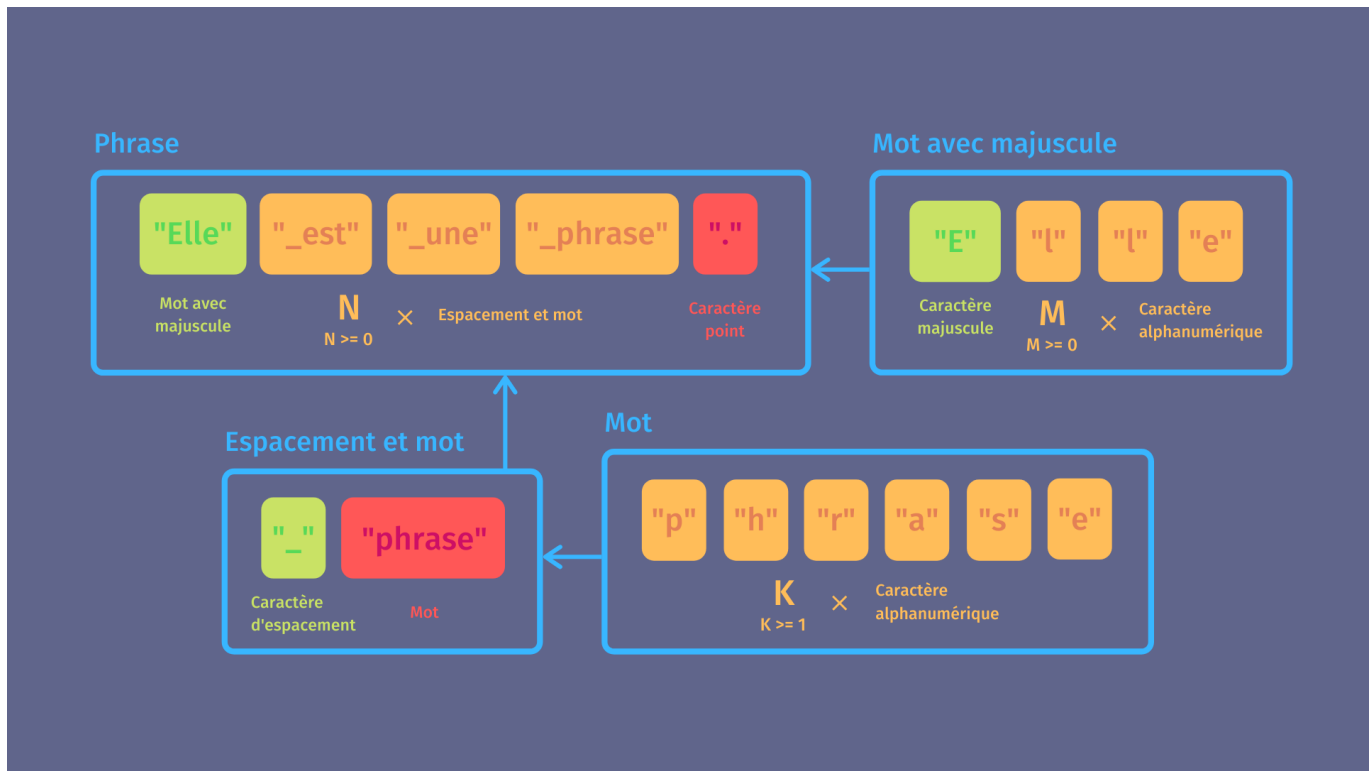 Phrase
"Elle" "_est" "_une" "_phrase" "."
Mot avec
majuscule
N × Espacement et mot
N >= 0
Caractère
point
Mot avec majuscule
"E" "l" "l" "e"
Caractère
majuscule
M × Caractère
alphanumérique
M >= 0
Espacement et mot
"_" "phrase"
Caractère
d'espacement
Mot
Mot
"p" "h" "r" "a" "s" "e"
K × Caractère
alphanumérique
K >= 1